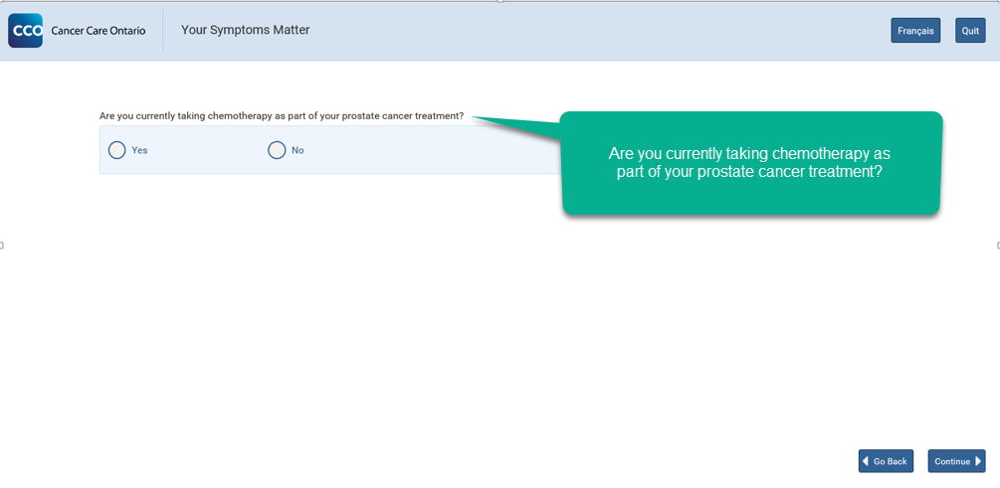 CCO Cancer Care Ontario
Your Symptoms Matter
Français
Quit
Are you currently taking chemotherapy as part of your prostate cancer treatment?
Yes
No
Are you currently taking chemotherapy as
part of your prostate cancer treatment?
Go Back
Continue